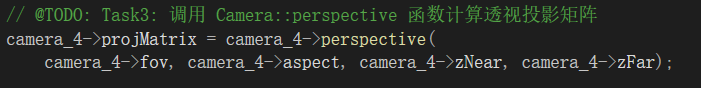 // @TODO: Task3: 调用 Camera::perspective 函数计算透视投影矩阵
camera_4->projMatrix = camera_4->perspective(
    camera_4->fov, camera_4->aspect, camera_4->zNear, camera_4->zFar);